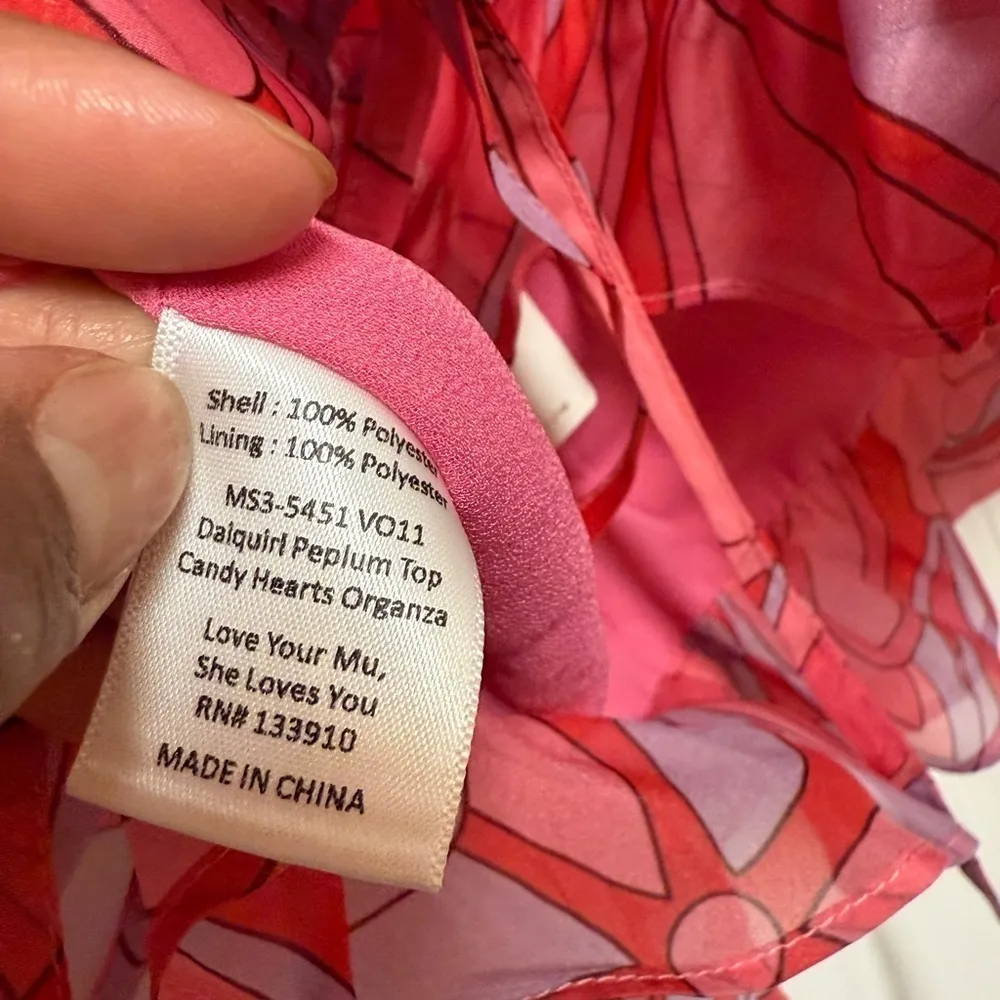 Shell : 100% Polyester
Lining : 100% Polyester
MS3-5451 VO11
Daiquiri Peplum Top
Candy Hearts Organza
Love Your Mu,
She Loves You
RN# 133910
MADE IN CHINA